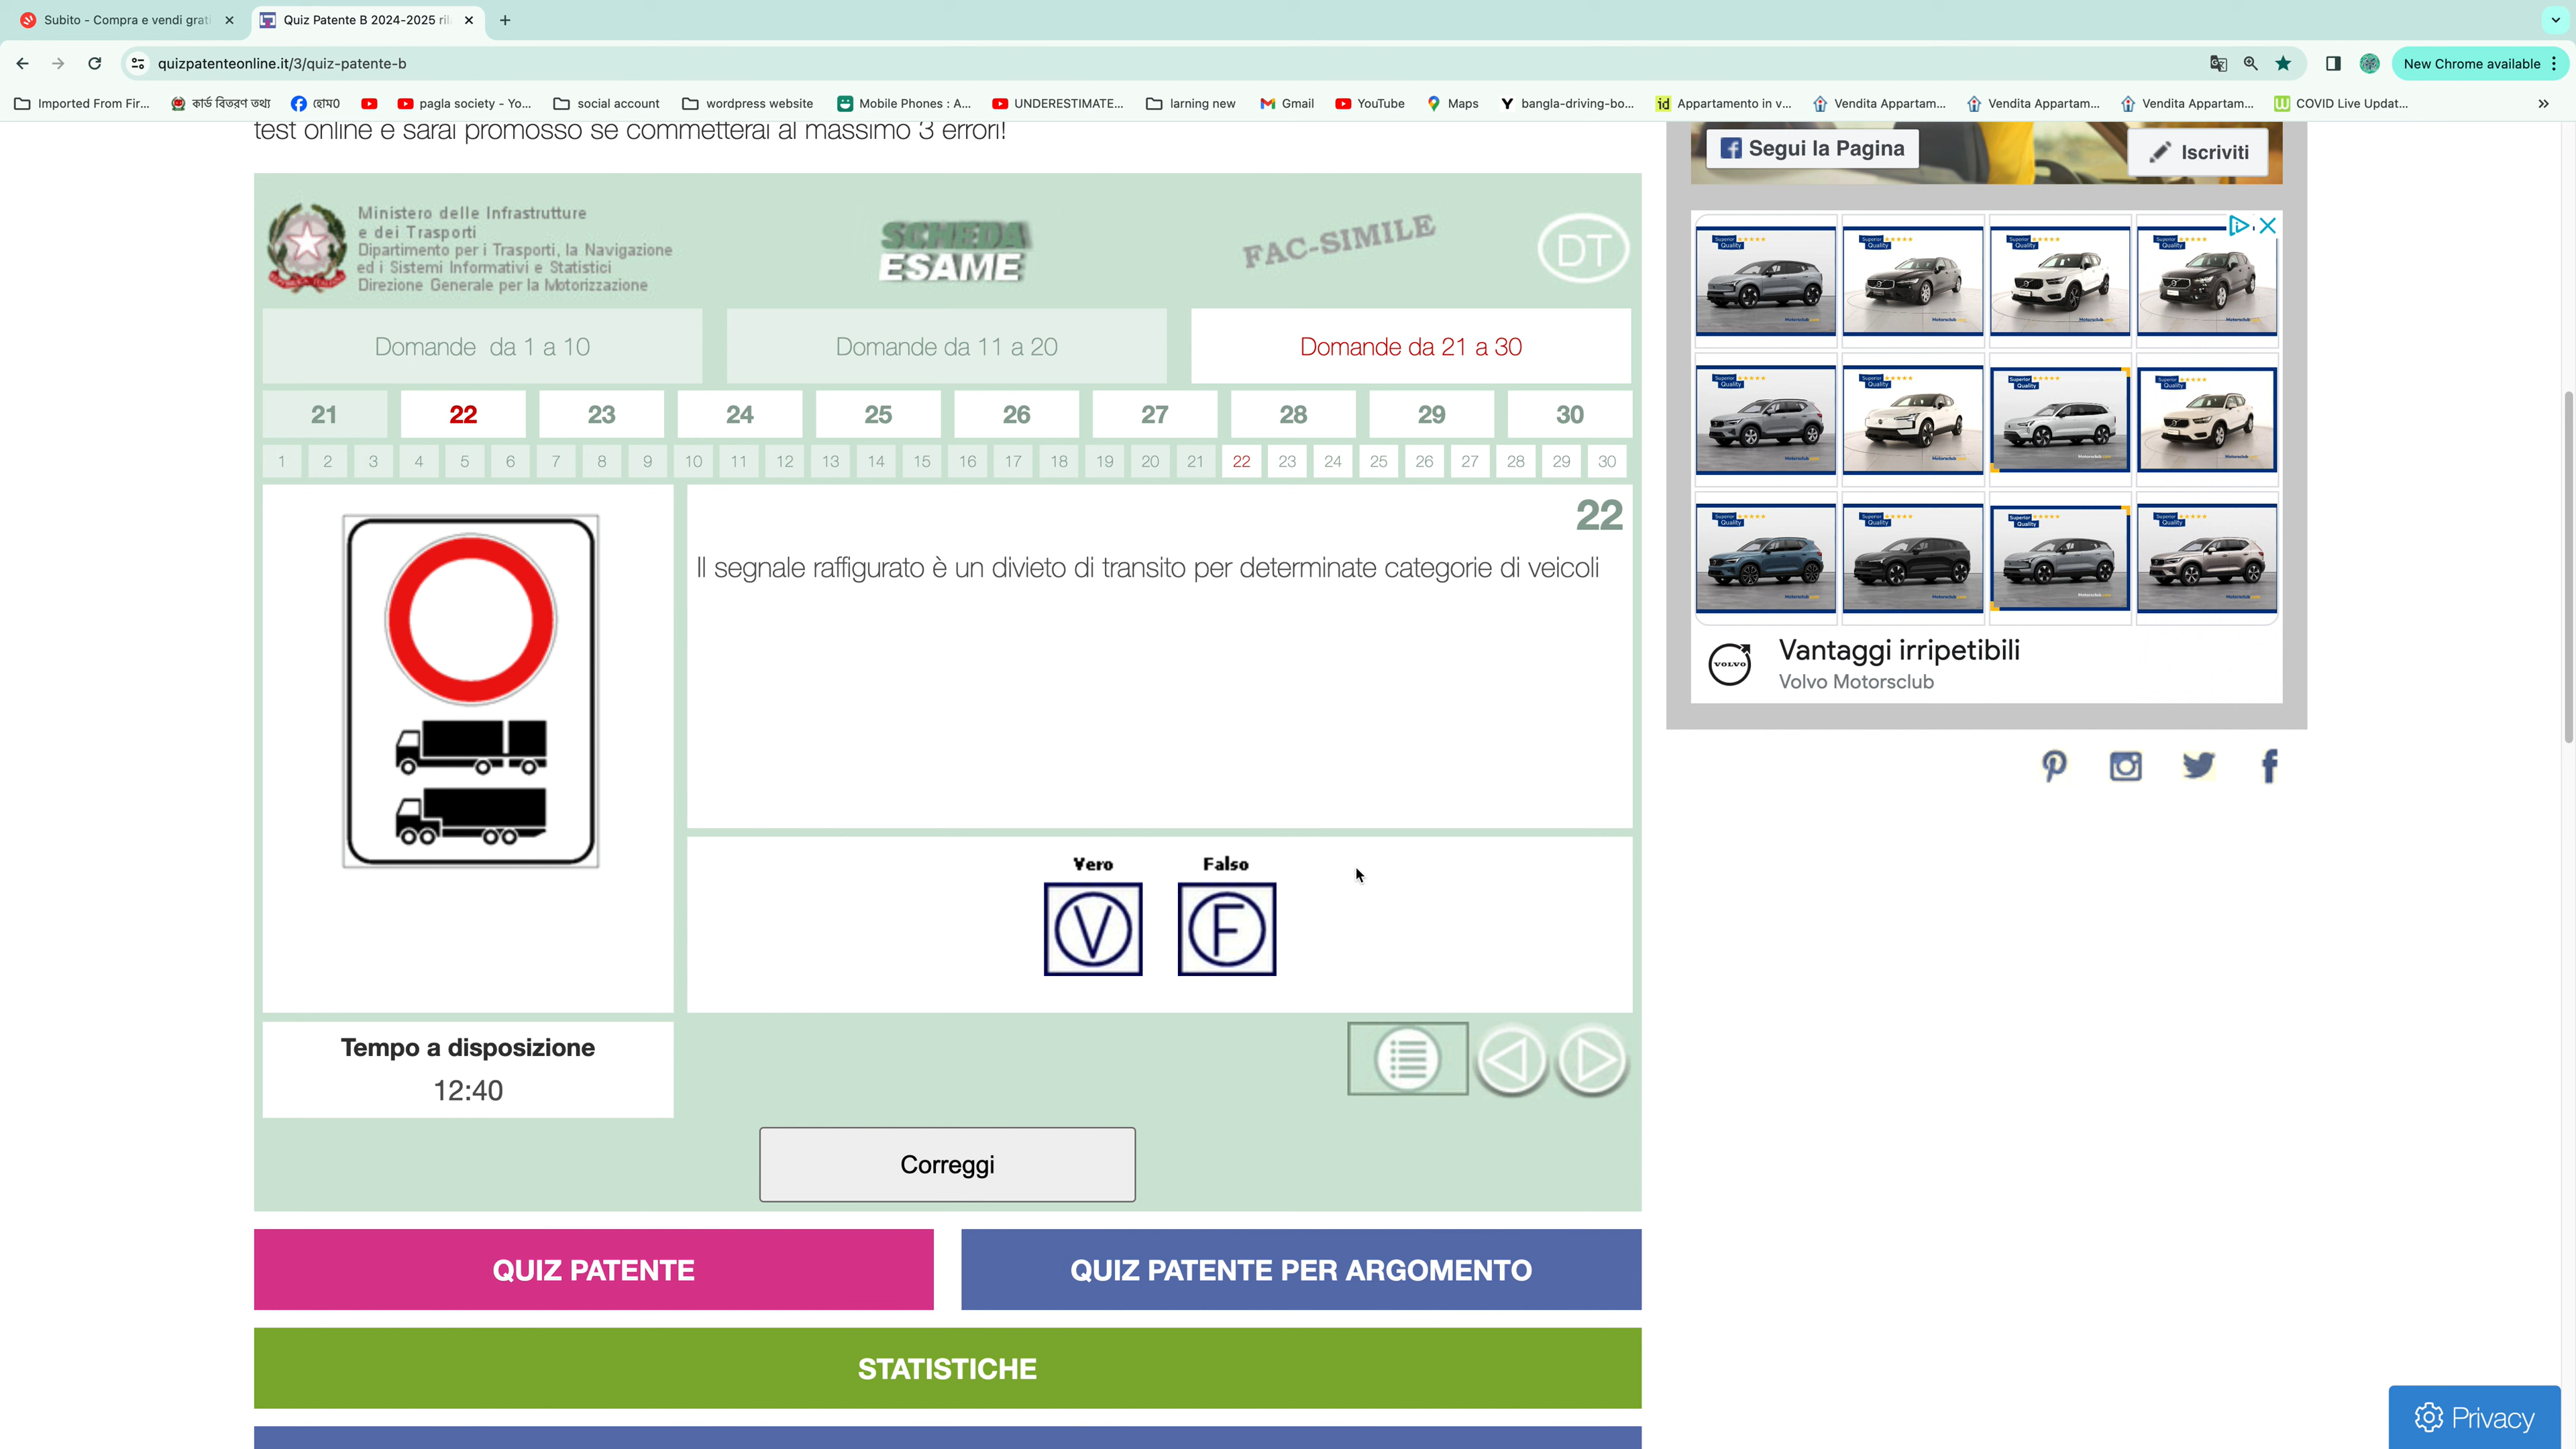 Subito - Compra e vendi grat
Quiz Patente B 2024-2025 ril
quizpatenteonline.it/3/quiz-patente-b
New Chrome available
Imported From Fir...
কার্ড বিতরণ তথ্য
হোম0
pagla society - Yo...
social account
wordpress website
Mobile Phones : A...
UNDERESTIMATE...
larning new
Gmail
YouTube
Maps
bangla-driving-bo...
Appartamento in v...
Vendita Appartam...
Vendita Appartam...
Vendita Appartam...
COVID Live Updat...
test online e sarai promosso se commetterai al massimo 3 errori!
Segui la Pagina
Iscriviti
Ministero delle Infrastrutture
e dei Trasporti
Dipartimento per i Trasporti, la Navigazione
ed i Sistemi Informativi e Statistici
Direzione Generale per la Motorizzazione
SCHEDA
ESAME
FAC-SIMILE
DT
Domande da 1 a 10
Domande da 11 a 20
Domande da 21 a 30
21 22 23 24 25 26 27 28 29 30
1 2 3 4 5 6 7 8 9 10 11 12 13 14 15 16 17 18 19 20 21 22 23 24 25 26 27 28 29 30
22
Il segnale raffigurato è un divieto di transito per determinate categorie di veicoli
Vero Falso
V F
Tempo a disposizione
12:40
Correggi
QUIZ PATENTE
QUIZ PATENTE PER ARGOMENTO
STATISTICHE
VOLVO
Vantaggi irripetibili
Volvo Motorsclub
Privacy